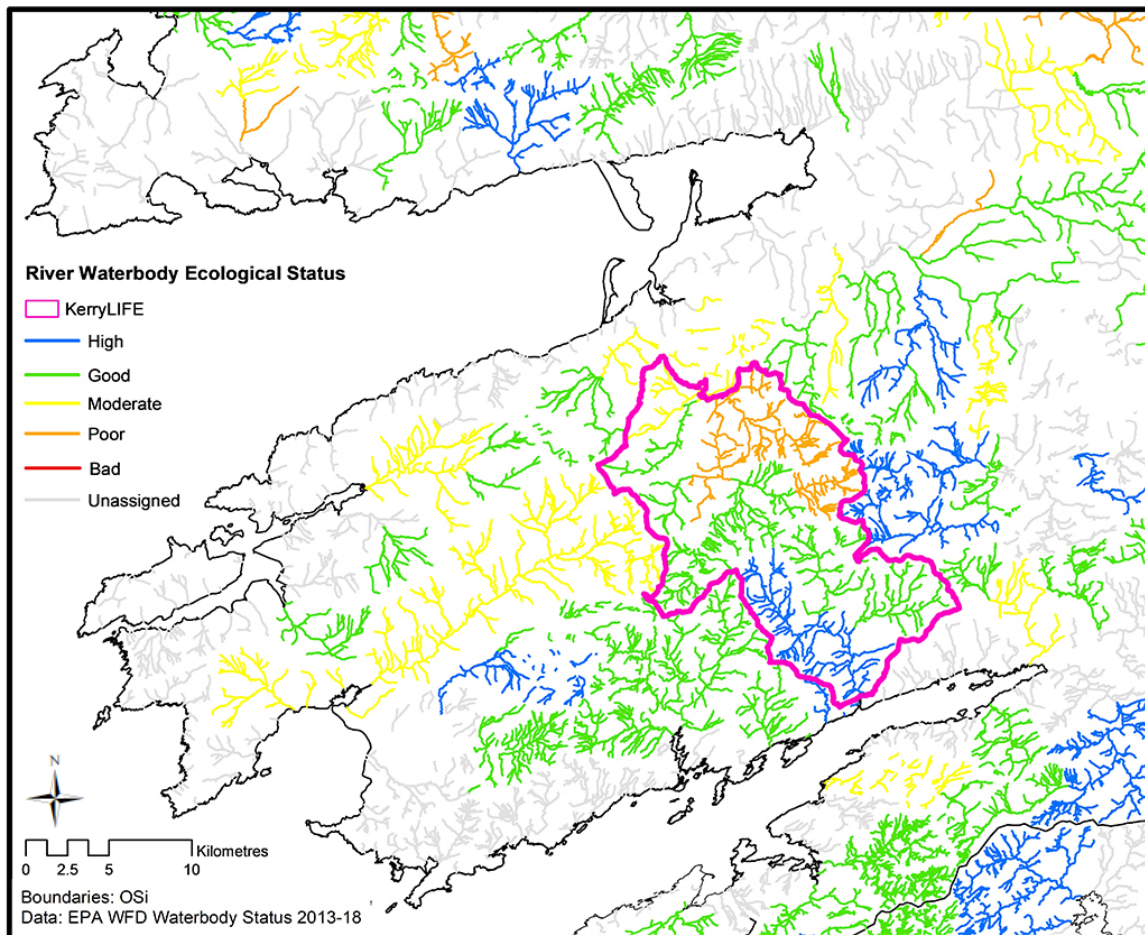 River Waterbody Ecological Status
KerryLIFE
High
Good
Moderate
Poor
Bad
Unassigned
N
Kilometres
0 2.5 5 10
Boundaries: OSi
Data: EPA WFD Waterbody Status 2013-18